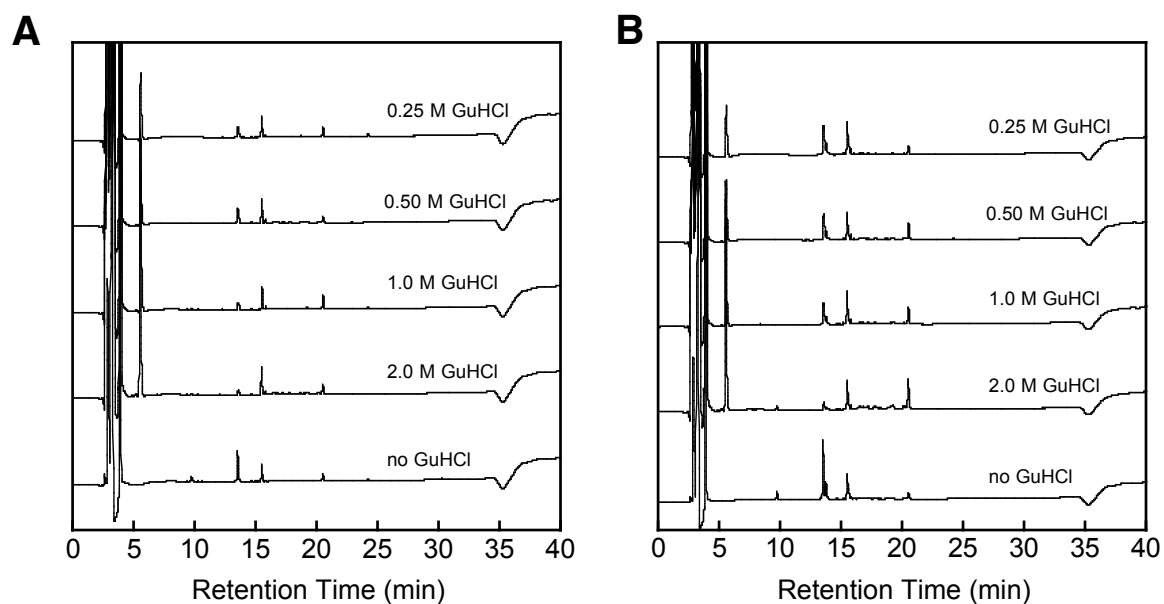 A
0.25 M GuHCl
0.50 M GuHCl
1.0 M GuHCl
2.0 M GuHCl
no GuHCl
0 5 10 15 20 25 30 35 40
Retention Time (min)
B
0.25 M GuHCl
0.50 M GuHCl
1.0 M GuHCl
2.0 M GuHCl
no GuHCl
0 5 10 15 20 25 30 35 40
Retention Time (min)